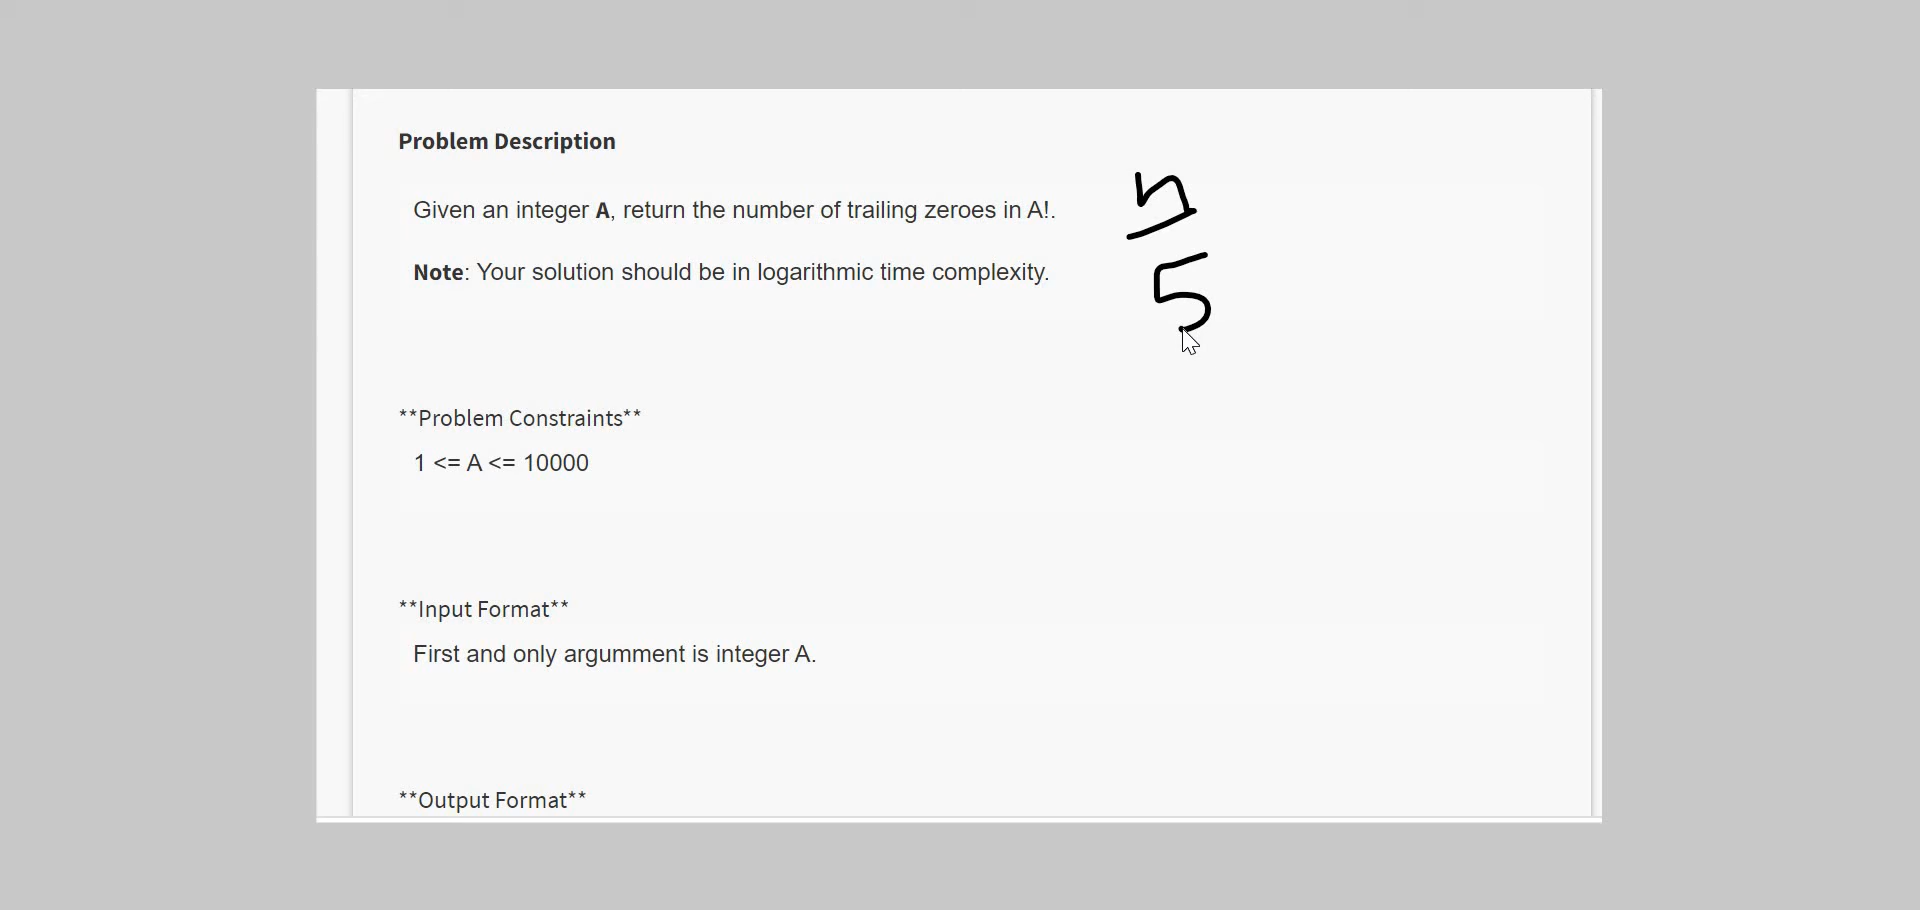 Problem Description
Given an integer A, return the number of trailing zeroes in A!.
Note: Your solution should be in logarithmic time complexity.
n
5
**Problem Constraints**
1 <= A <= 10000
**Input Format**
First and only argumment is integer A.
**Output Format**